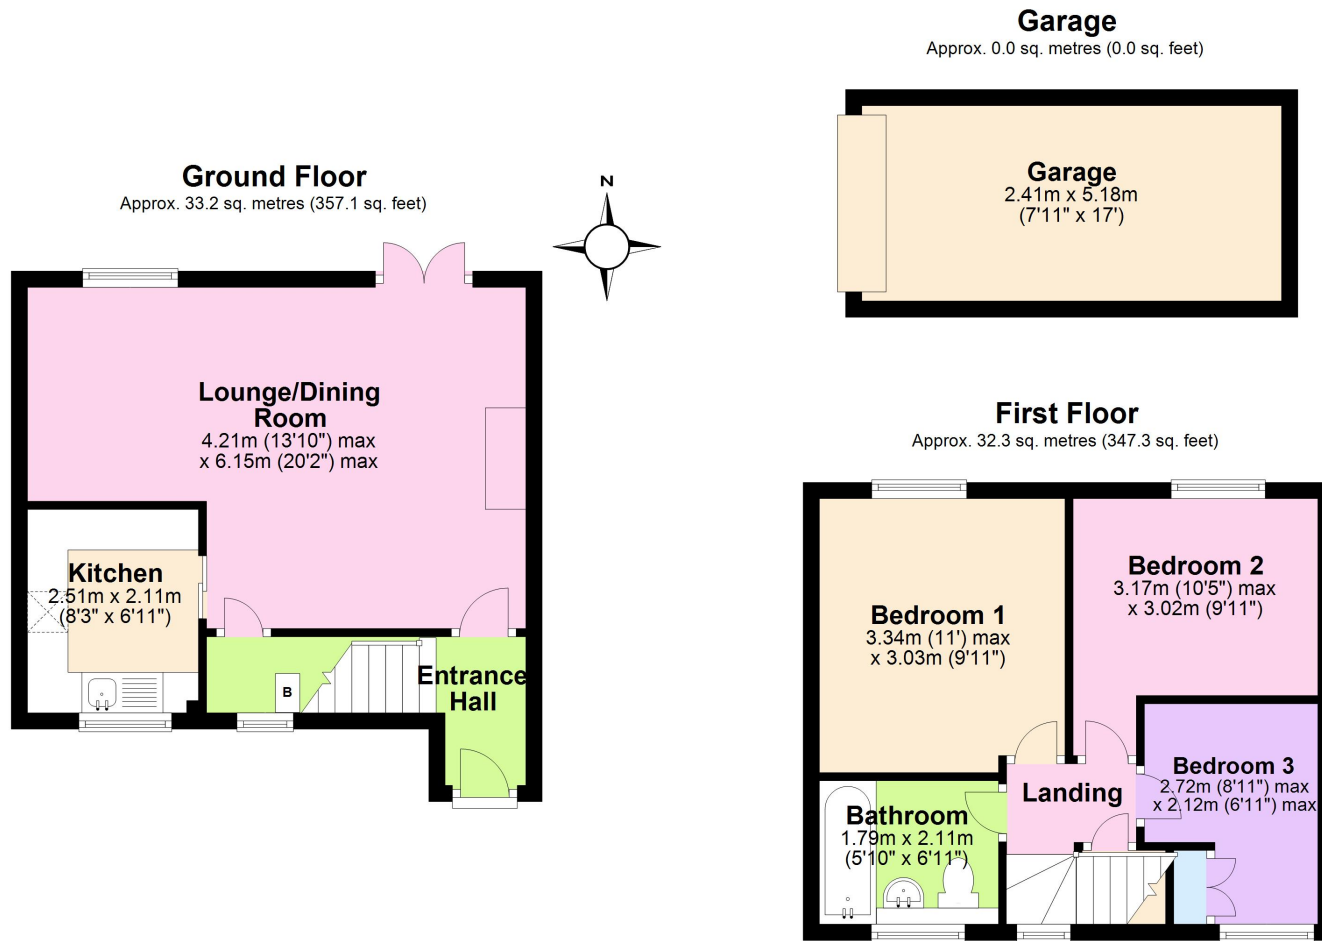 Garage
Approx. 0.0 sq. metres (0.0 sq. feet)
Garage
2.41m x 5.18m
(7'11" x 17')
Ground Floor
Approx. 33.2 sq. metres (357.1 sq. feet)
N
Lounge/Dining
Room
4.21m (13'10") max
x 6.15m (20'2") max
Kitchen
2.51m x 2.11m
(8'3" x 6'11")
B
Entrance
Hall
First Floor
Approx. 32.3 sq. metres (347.3 sq. feet)
Bedroom 1
3.34m (11') max
x 3.03m (9'11")
Bedroom 2
3.17m (10'5") max
x 3.02m (9'11")
Bedroom 3
2.72m (8'11") max
x 2.12m (6'11") max
Landing
Bathroom
1.79m x 2.11m
(5'10" x 6'11")